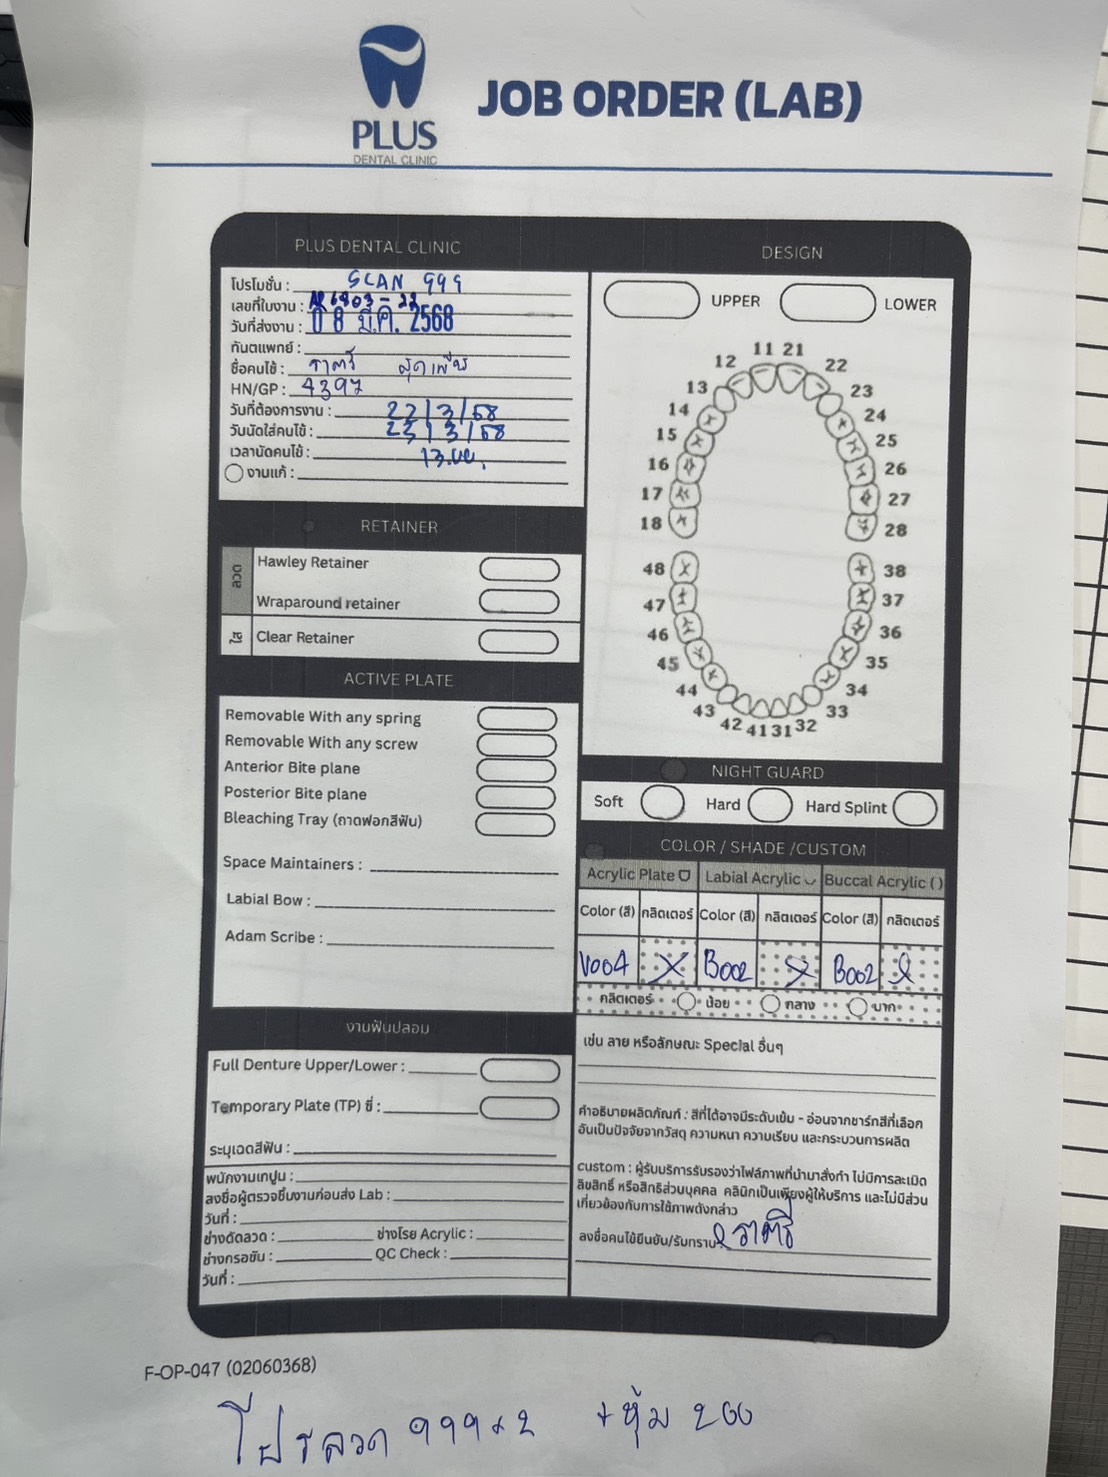 PLUS
DENTAL CLINIC
JOB ORDER (LAB)
PLUS DENTAL CLINIC
โปรโมชั่น : SCAN 999
เลขที่ใบงาน : 6803-22
วันที่ส่งงาน : 08 มี.ค. 2568
ทันตแพทย์ :
ชื่อคนไข้ : ราตรี
HN/GP : 4397
วันที่ต้องการงาน : 22/3/68
วันนัดใส่คนไข้ : 23/3/68
เวลานัดคนไข้ : 13.00
งานแก้ :
RETAINER
ลวด
Hawley Retainer
Wraparound retainer
ใส
Clear Retainer
ACTIVE PLATE
Removable With any spring
Removable With any screw
Anterior Bite plane
Posterior Bite plane
Bleaching Tray (ถาดฟอกสีฟัน)
Space Maintainers :
Labial Bow :
Adam Scribe :
งานฟันปลอม
Full Denture Upper/Lower :
Temporary Plate (TP) ซี่ :
ระบุเฉดสีฟัน :
พนักงานเทปูน :
ลงชื่อผู้ตรวจชิ้นงานก่อนส่ง Lab :
วันที่ :
ช่างดัดลวด : ช่างโรย Acrylic :
ช่างกรอขัน : QC Check :
วันที่ :
DESIGN
UPPER LOWER
11 21
12 22
13 23
14 24
15 25
16 26
17 27
18 28
48 38
47 37
46 36
45 35
44 34
43 33
42 41 31 32
NIGHT GUARD
Soft Hard Hard Splint
COLOR / SHADE /CUSTOM
Acrylic Plate Labial Acrylic Buccal Acrylic ( )
Color (สี) กลิตเตอร์ Color (สี) กลิตเตอร์ Color (สี) กลิตเตอร์
V004 X B002 X B002
กลิตเตอร์ น้อย กลาง มาก
เช่น ลาย หรือลักษณะ Special อื่นๆ
คำอธิบายผลิตภัณฑ์ : สีที่ได้อาจมีระดับเข้ม - อ่อนจากชาร์ทสีที่เลือก
อันเป็นปัจจัยจากวัสดุ ความหนา ความเรียบ และกระบวนการผลิต
custom : ผู้รับบริการรับรองว่าไฟล์ภาพที่นำมาสั่งทำ ไม่มีการละเมิด
ลิขสิทธิ์ หรือสิทธิส่วนบุคคล คลินิกเป็นเพียงผู้ให้บริการ และไม่มีส่วน
เกี่ยวข้องกับการใช้ภาพดังกล่าว
ลงชื่อคนไข้ยืนยัน/รับทราบ ราตรี
F-OP-047 (02060368)
โปรลวด 999x2 +หุ้ม 200